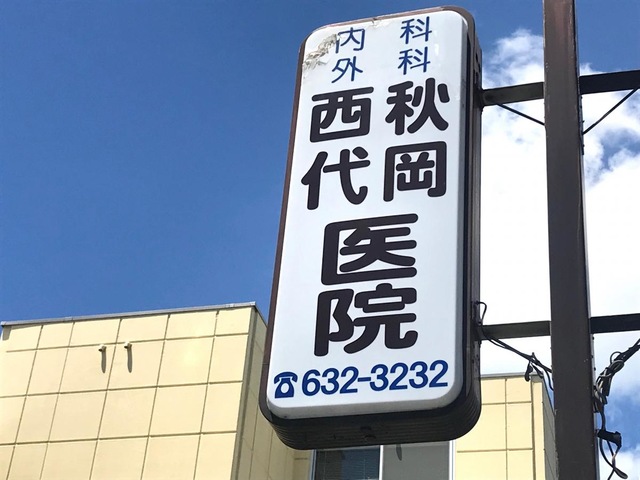 内科
外科
秋岡
西代
医院
☎632-3232